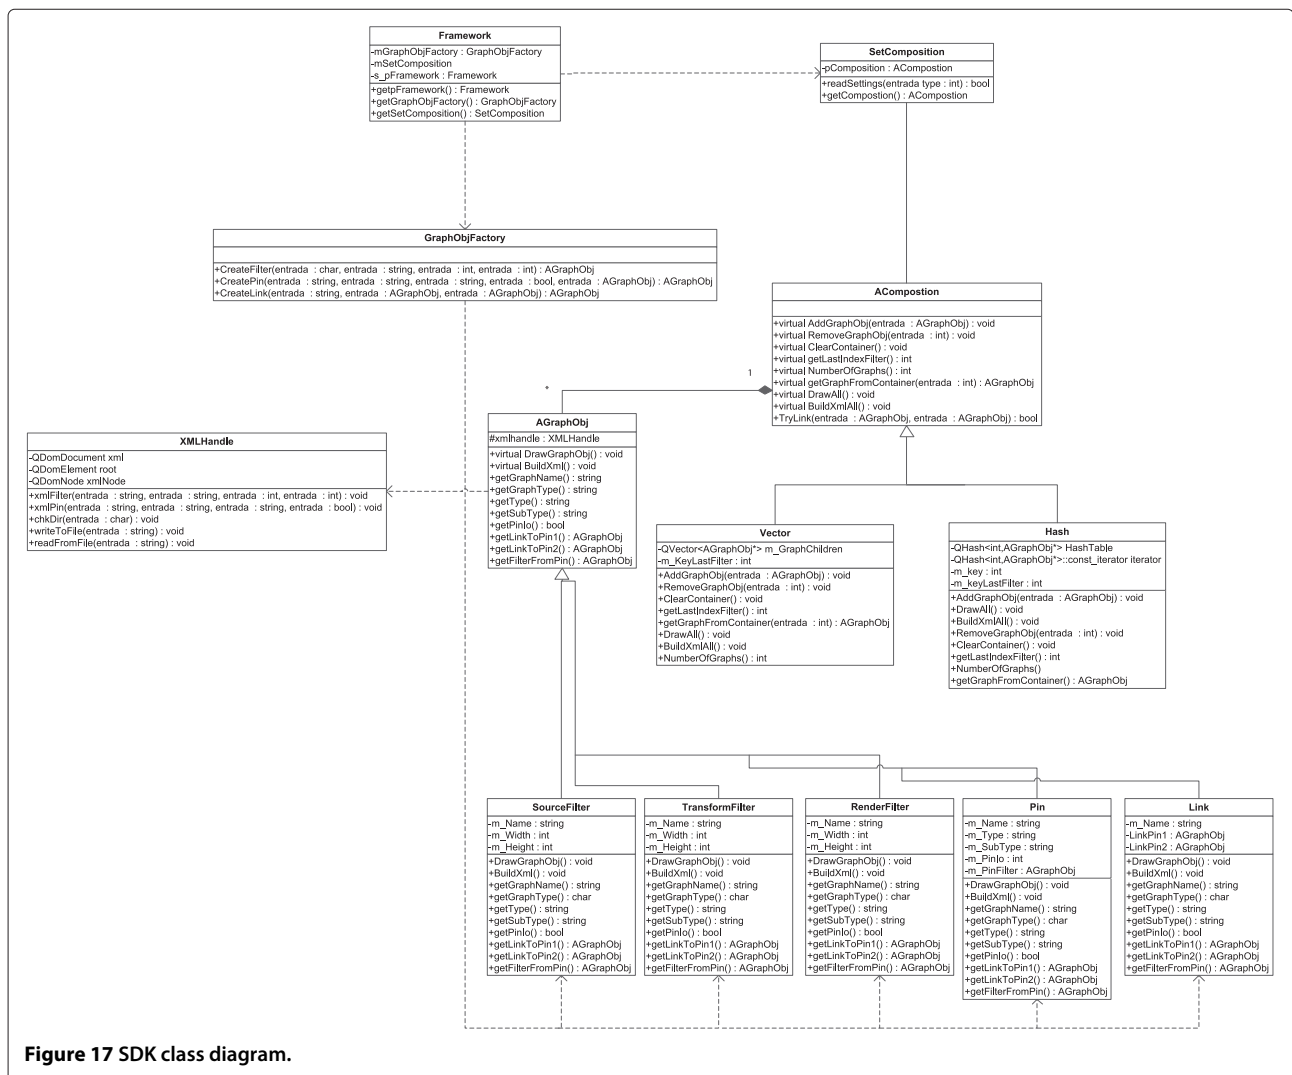 Framework
-mGraphObjFactory : GraphObjFactory
-mSetComposition
-s_pFramework : Framework
+getpFramework() : Framework
+getGraphObjFactory() : GraphObjFactory
+getSetComposition() : SetComposition
SetComposition
-pComposition : ACompostion
+readSettings(entrada type : int) : bool
+getCompostion() : ACompostion
GraphObjFactory
+CreateFilter(entrada : char, entrada : string, entrada : int, entrada : int) : AGraphObj
+CreatePin(entrada : string, entrada : string, entrada : string, entrada : bool, entrada : AGraphObj) : AGraphObj
+CreateLink(entrada : string, entrada : AGraphObj, entrada : AGraphObj) : AGraphObj
ACompostion
+virtual AddGraphObj(entrada : AGraphObj) : void
+virtual RemoveGraphObj(entrada : int) : void
+virtual ClearContainer() : void
+virtual getLastIndexFilter() : int
+virtual NumberOfGraphs() : int
+virtual getGraphFromContainer(entrada : int) : AGraphObj
+virtual DrawAll() : void
+virtual BuildXmlAll() : void
+TryLink(entrada : AGraphObj, entrada : AGraphObj) : bool
1
*
AGraphObj
#xmlhandle : XMLHandle
+virtual DrawGraphObj() : void
+virtual BuildXml() : void
+getGraphName() : string
+getGraphType() : string
+getType() : string
+getSubType() : string
+getPinIo() : bool
+getLinkToPin1() : AGraphObj
+getLinkToPin2() : AGraphObj
+getFilterFromPin() : AGraphObj
XMLHandle
-QDomDocument xml
-QDomElement root
-QDomNode xmlNode
+xmlFilter(entrada : string, entrada : string, entrada : int, entrada : int) : void
+xmlPin(entrada : string, entrada : string, entrada : string, entrada : bool) : void
+chkDir(entrada : char) : void
+writeToFile(entrada : string) : void
+readFromFile(entrada : string) : void
Vector
-QVector<AGraphObj*> m_GraphChildren
-m_KeyLastFilter : int
+AddGraphObj(entrada : AGraphObj) : void
+RemoveGraphObj(entrada : int) : void
+ClearContainer() : void
+getLastIndexFilter() : int
+getGraphFromContainer(entrada : int) : AGraphObj
+DrawAll() : void
+BuildXmlAll() : void
+NumberOfGraphs() : int
Hash
-QHash<int,AGraphObj*> HashTable
-QHash<int,AGraphObj*>::const_iterator iterator
-m_key : int
-m_keyLastFilter : int
+AddGraphObj(entrada : AGraphObj) : void
+DrawAll() : void
+BuildXmlAll() : void
+RemoveGraphObj(entrada : int) : void
+ClearContainer() : void
+getLastIndexFilter() : int
+NumberOfGraphs()
+getGraphFromContainer() : AGraphObj
SourceFilter
-m_Name : string
-m_Width : int
-m_Height : int
+DrawGraphObj() : void
+BuildXml() : void
+getGraphName() : string
+getGraphType() : char
+getType() : string
+getSubType() : string
+getPinIo() : bool
+getLinkToPin1() : AGraphObj
+getLinkToPin2() : AGraphObj
+getFilterFromPin() : AGraphObj
TransformFilter
-m_Name : string
-m_Width : int
-m_Height : int
+DrawGraphObj() : void
+BuildXml() : void
+getGraphName() : string
+getGraphType() : char
+getType() : string
+getSubType() : string
+getPinIo() : bool
+getLinkToPin1() : AGraphObj
+getLinkToPin2() : AGraphObj
+getFilterFromPin() : AGraphObj
RenderFilter
-m_Name : string
-m_Width : int
-m_Height : int
+DrawGraphObj() : void
+BuildXml() : void
+getGraphName() : string
+getGraphType() : char
+getType() : string
+getSubType() : string
+getPinIo() : bool
+getLinkToPin1() : AGraphObj
+getLinkToPin2() : AGraphObj
+getFilterFromPin() : AGraphObj
Pin
-m_Name : string
-m_Type : string
-m_SubType : string
-m_PinIo : int
-m_PinFilter : AGraphObj
+DrawGraphObj() : void
+BuildXml() : void
+getGraphName() : string
+getGraphType() : char
+getType() : string
+getSubType() : string
+getPinIo() : bool
+getLinkToPin1() : AGraphObj
+getLinkToPin2() : AGraphObj
+getFilterFromPin() : AGraphObj
Link
-m_Name : string
-LinkPin1 : AGraphObj
-LinkPin2 : AGraphObj
+DrawGraphObj() : void
+BuildXml() : void
+getGraphName() : string
+getGraphType() : char
+getType() : string
+getSubType() : string
+getPinIo() : bool
+getLinkToPin1() : AGraphObj
+getLinkToPin2() : AGraphObj
+getFilterFromPin() : AGraphObj
Figure 17 SDK class diagram.